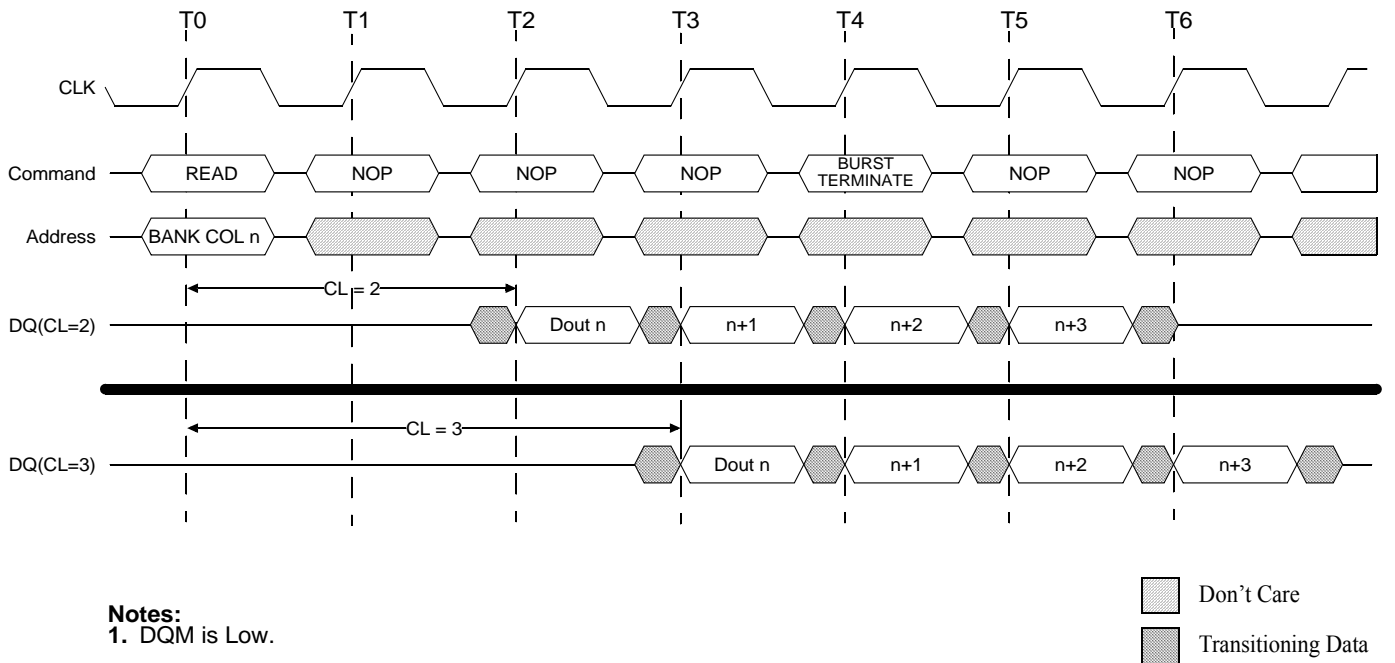 T0 T1 T2 T3 T4 T5 T6
CLK
Command READ NOP NOP NOP BURST TERMINATE NOP NOP
Address BANK COL n
CL = 2
DQ(CL=2) Dout n n+1 n+2 n+3
CL = 3
DQ(CL=3) Dout n n+1 n+2 n+3
Notes:
1. DQM is Low.
Don't Care
Transitioning Data